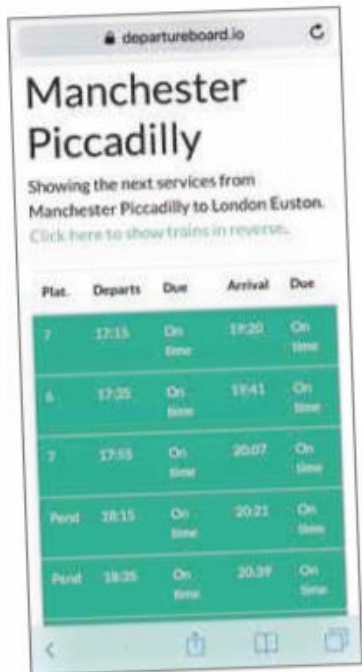 departureboard.io
Manchester
Piccadilly
Showing the next services from
Manchester Piccadilly to London Euston.
Click here to show trains in reverse.
Plat. Departs Due Arrival Due
7 17:15 On time 19:20 On time
6 17:35 On time 19:41 On time
7 17:55 On time 20:07 On time
Pend 18:15 On time 20:21 On time
Pend 18:35 On time 20:39 On time